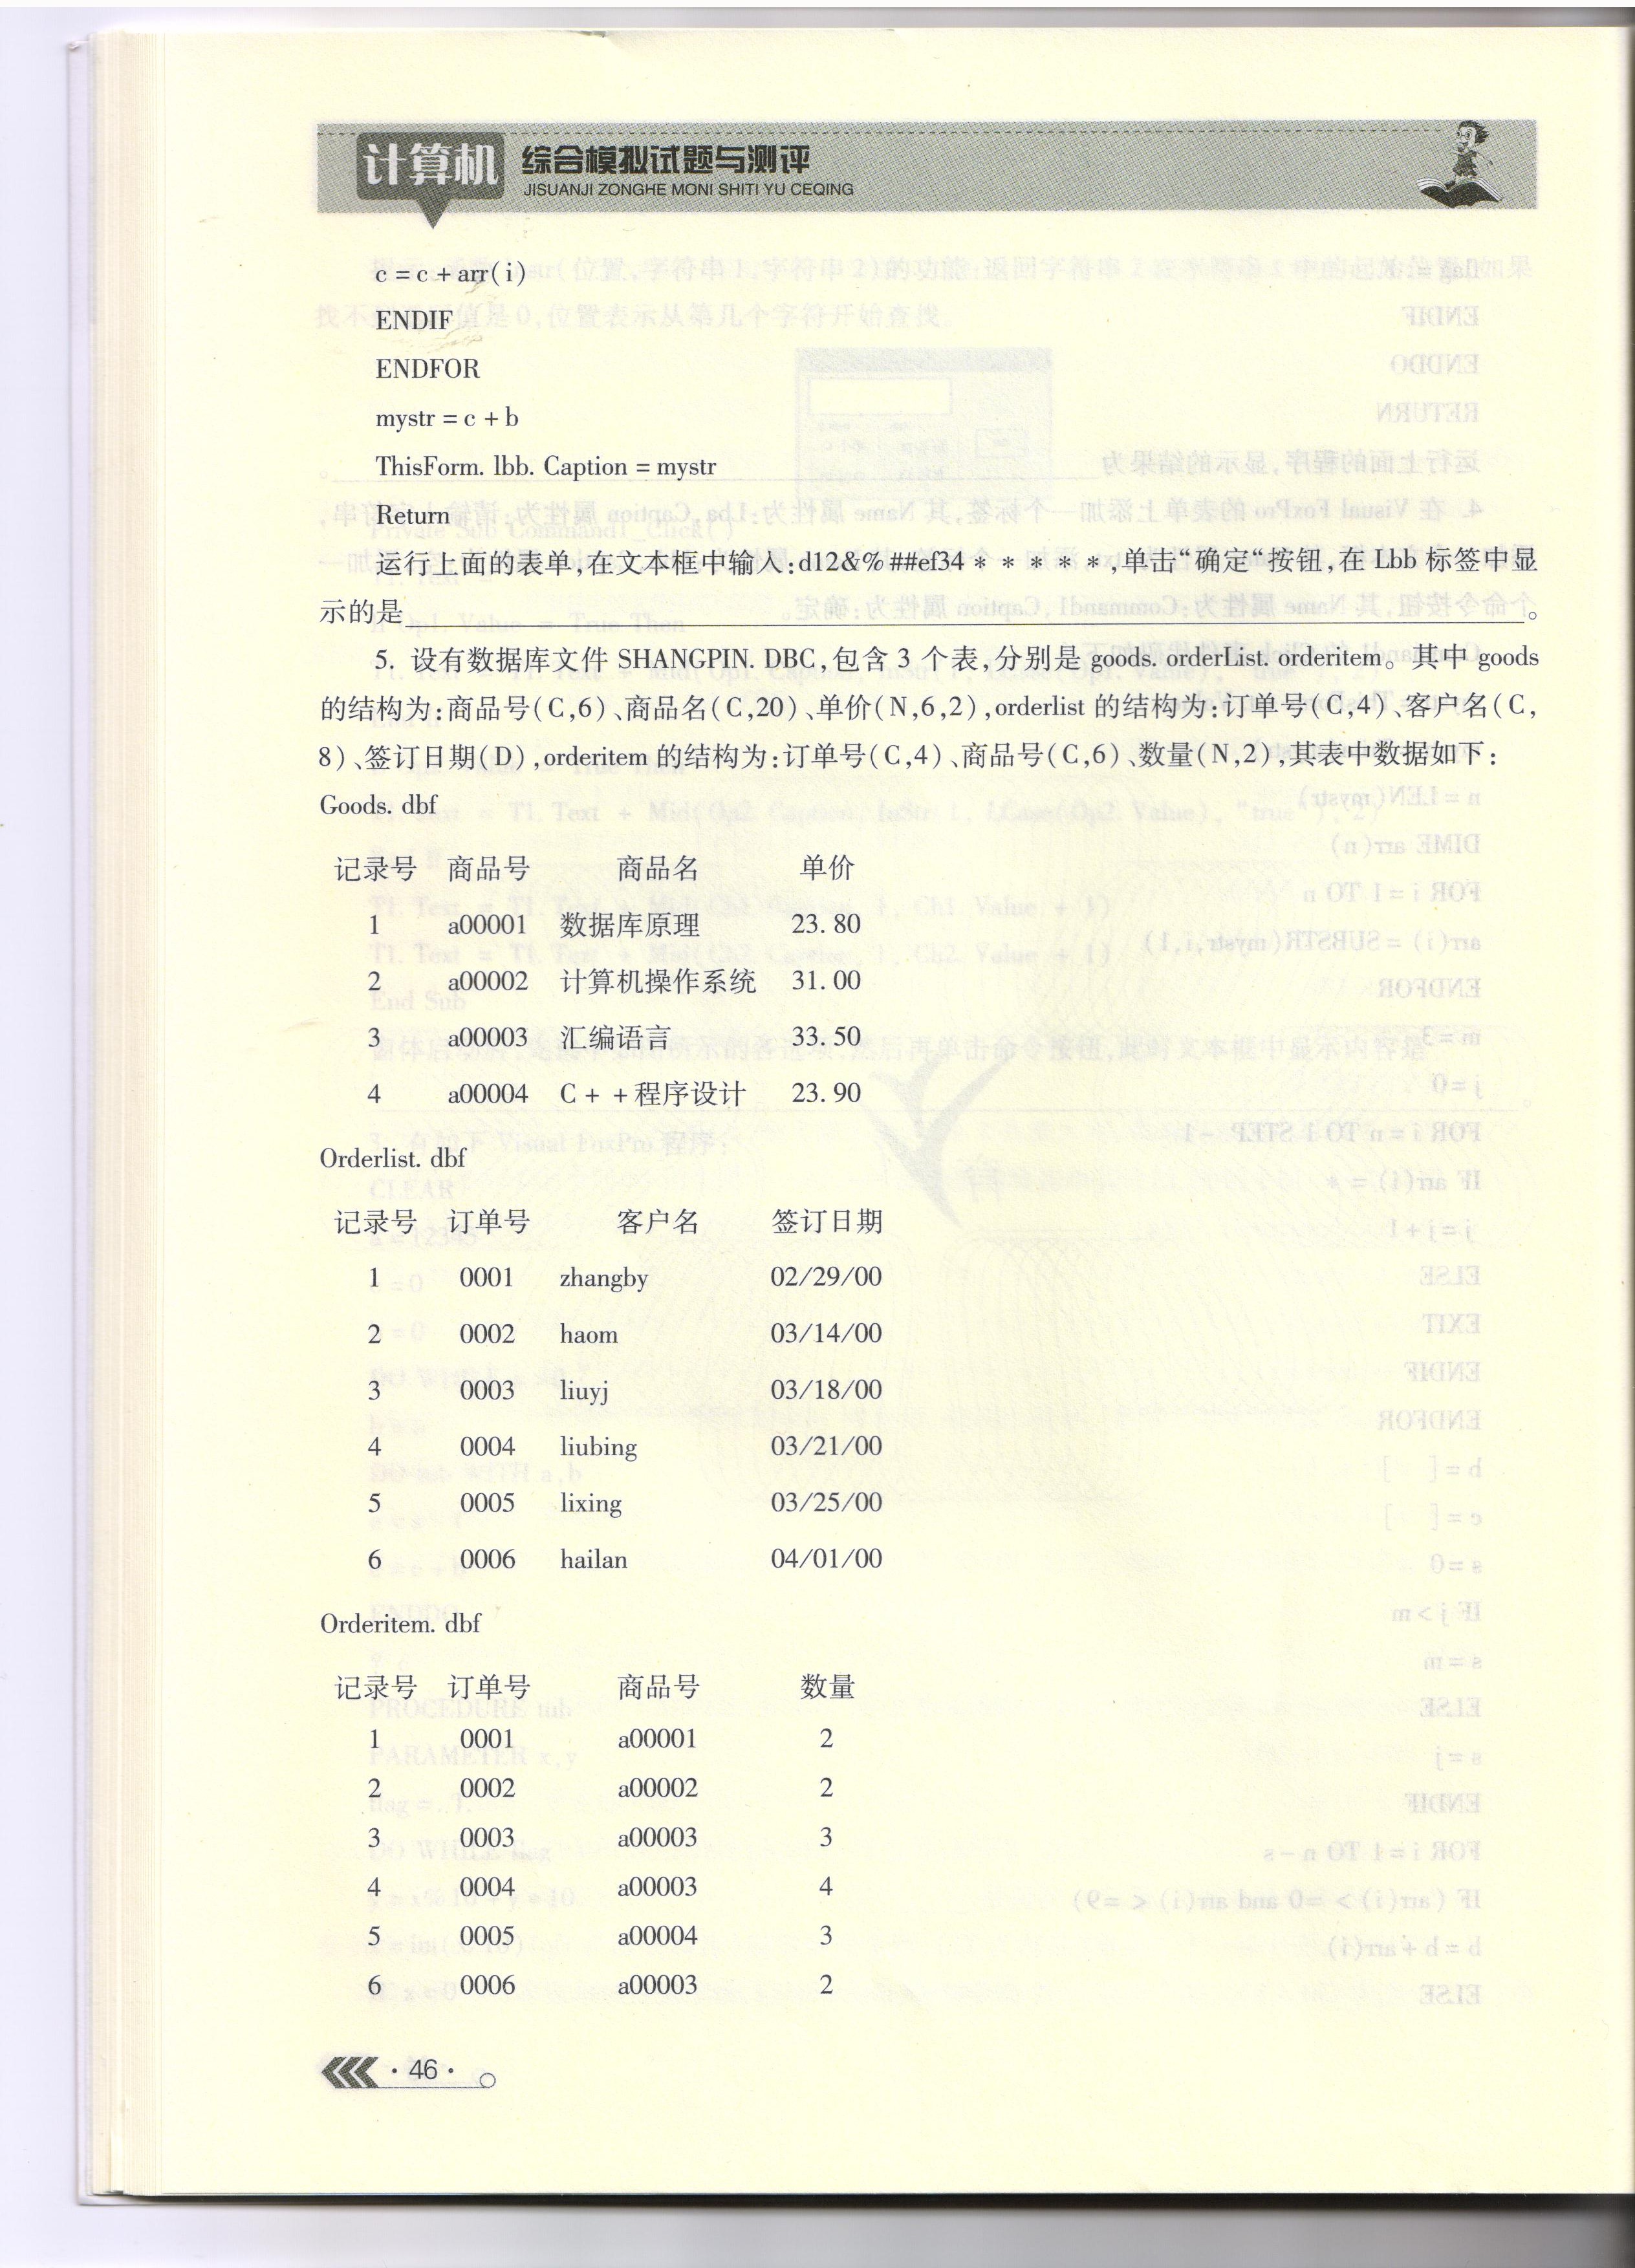 计算机 综合模拟试题与测评
JISUANJI ZONGHE MONI SHITI YU CEQING
c = c + arr( i )
ENDIF
ENDFOR
mystr = c + b
ThisForm. lbb. Caption = mystr
Return
运行上面的表单,在文本框中输入:d12&% ##ef34 * * * * *,单击“确定“按钮,在 Lbb 标签中显
示的是 。
5. 设有数据库文件 SHANGPIN. DBC,包含 3 个表,分别是 goods. orderList. orderitem。其中 goods
的结构为:商品号(C,6)、商品名(C,20)、单价(N,6,2),orderlist 的结构为:订单号(C,4)、客户名(C,
8)、签订日期(D),orderitem 的结构为:订单号(C,4)、商品号(C,6)、数量(N,2),其表中数据如下:
Goods. dbf
记录号 商品号 商品名 单价
1 a00001 数据库原理 23. 80
2 a00002 计算机操作系统 31. 00
3 a00003 汇编语言 33. 50
4 a00004 C + +程序设计 23. 90
Orderlist. dbf
记录号 订单号 客户名 签订日期
1 0001 zhangby 02/29/00
2 0002 haom 03/14/00
3 0003 liuyj 03/18/00
4 0004 liubing 03/21/00
5 0005 lixing 03/25/00
6 0006 hailan 04/01/00
Orderitem. dbf
记录号 订单号 商品号 数量
1 0001 a00001 2
2 0002 a00002 2
3 0003 a00003 3
4 0004 a00003 4
5 0005 a00004 3
6 0006 a00003 2
· 46 ·